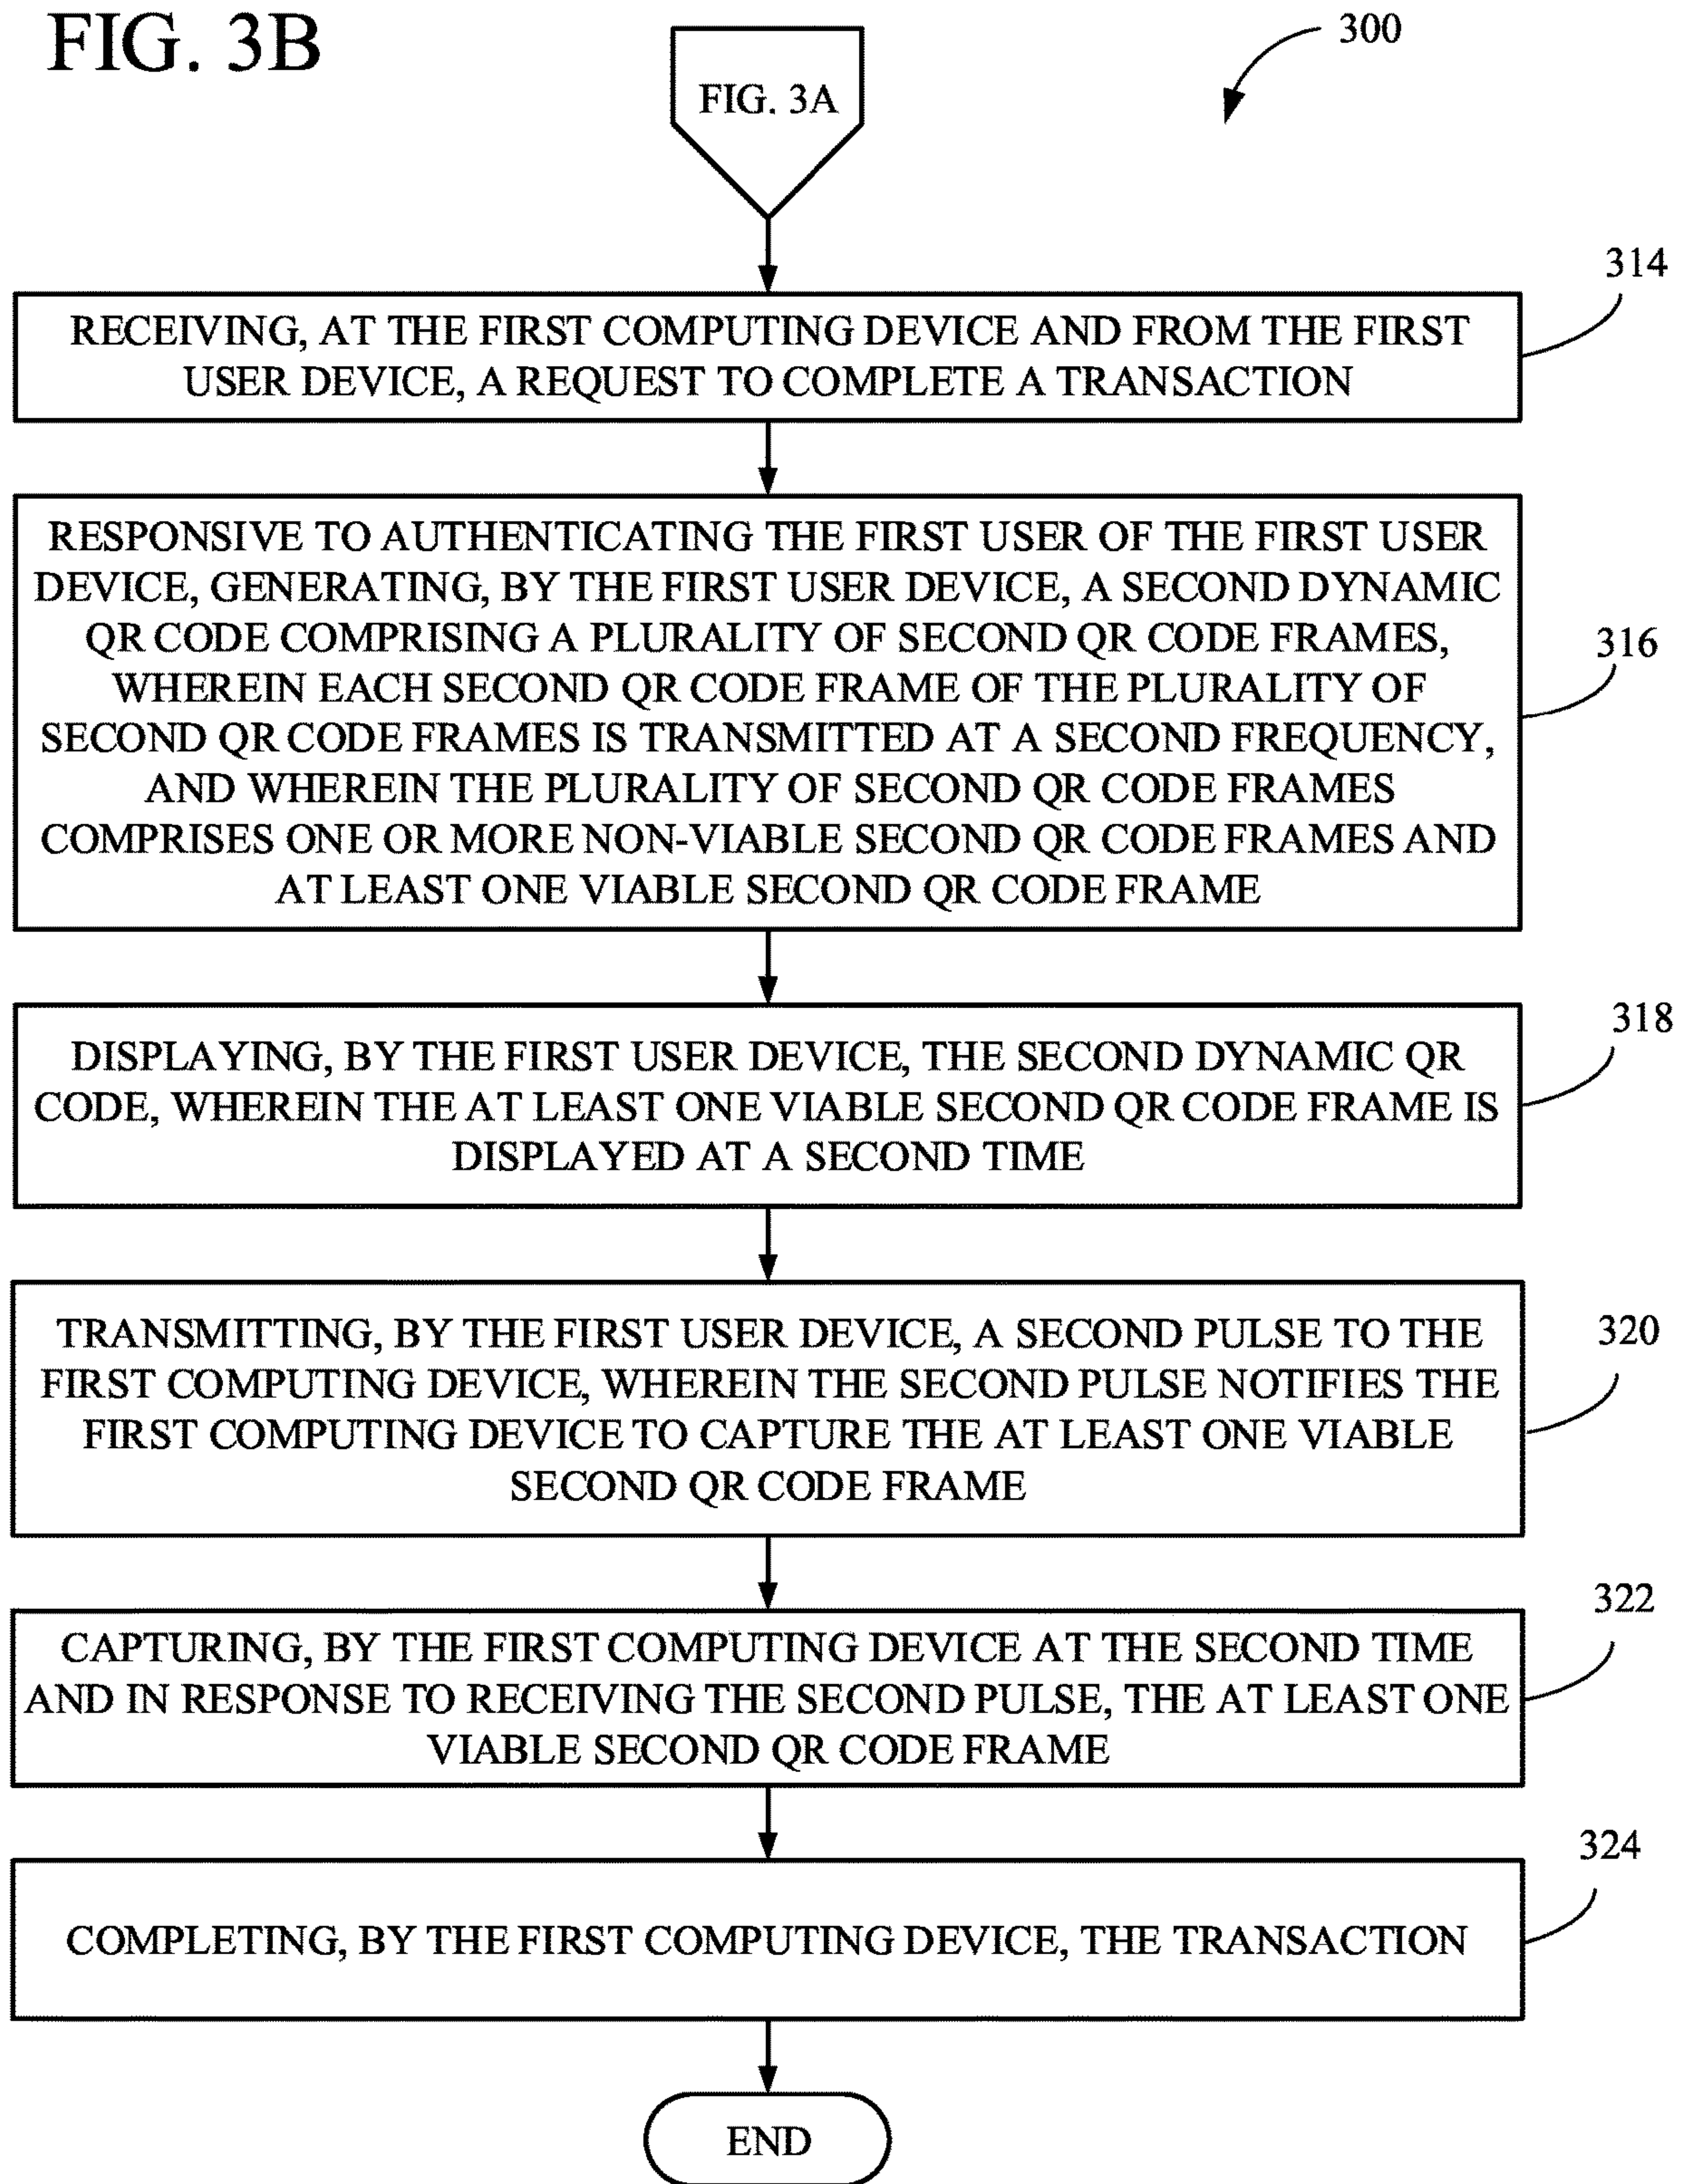 FIG. 3B
300
FIG. 3A
314
RECEIVING, AT THE FIRST COMPUTING DEVICE AND FROM THE FIRST
USER DEVICE, A REQUEST TO COMPLETE A TRANSACTION
RESPONSIVE TO AUTHENTICATING THE FIRST USER OF THE FIRST USER
DEVICE, GENERATING, BY THE FIRST USER DEVICE, A SECOND DYNAMIC
QR CODE COMPRISING A PLURALITY OF SECOND QR CODE FRAMES,
316
WHEREIN EACH SECOND QR CODE FRAME OF THE PLURALITY OF
SECOND QR CODE FRAMES IS TRANSMITTED AT A SECOND FREQUENCY,
AND WHEREIN THE PLURALITY OF SECOND QR CODE FRAMES
COMPRISES ONE OR MORE NON-VIABLE SECOND QR CODE FRAMES AND
AT LEAST ONE VIABLE SECOND QR CODE FRAME
318
DISPLAYING, BY THE FIRST USER DEVICE, THE SECOND DYNAMIC QR
CODE, WHEREIN THE AT LEAST ONE VIABLE SECOND QR CODE FRAME IS
DISPLAYED AT A SECOND TIME
320
TRANSMITTING, BY THE FIRST USER DEVICE, A SECOND PULSE TO THE
FIRST COMPUTING DEVICE, WHEREIN THE SECOND PULSE NOTIFIES THE
FIRST COMPUTING DEVICE TO CAPTURE THE AT LEAST ONE VIABLE
SECOND QR CODE FRAME
322
CAPTURING, BY THE FIRST COMPUTING DEVICE AT THE SECOND TIME
AND IN RESPONSE TO RECEIVING THE SECOND PULSE, THE AT LEAST ONE
VIABLE SECOND QR CODE FRAME
324
COMPLETING, BY THE FIRST COMPUTING DEVICE, THE TRANSACTION
END